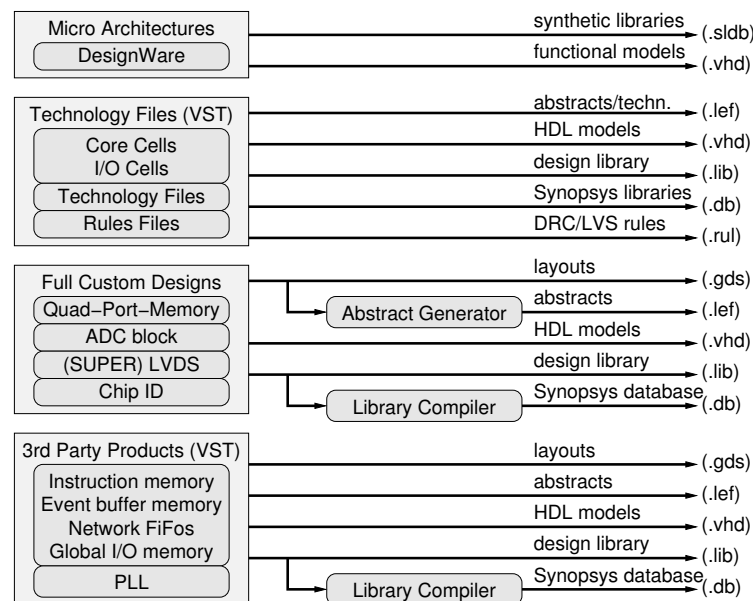 Micro Architectures
DesignWare
synthetic libraries (.sldb)
functional models (.vhd)
Technology Files (VST)
Core Cells
I/O Cells
Technology Files
Rules Files
abstracts/techn. (.lef)
HDL models (.vhd)
design library (.lib)
Synopsys libraries (.db)
DRC/LVS rules (.rul)
Full Custom Designs
Quad−Port−Memory
ADC block
(SUPER) LVDS
Chip ID
layouts (.gds)
Abstract Generator abstracts (.lef)
HDL models (.vhd)
design library (.lib)
Library Compiler Synopsys database (.db)
3rd Party Products (VST)
Instruction memory
Event buffer memory
Network FiFos
Global I/O memory
PLL
layouts (.gds)
abstracts (.lef)
HDL models (.vhd)
design library (.lib)
Library Compiler Synopsys database (.db)